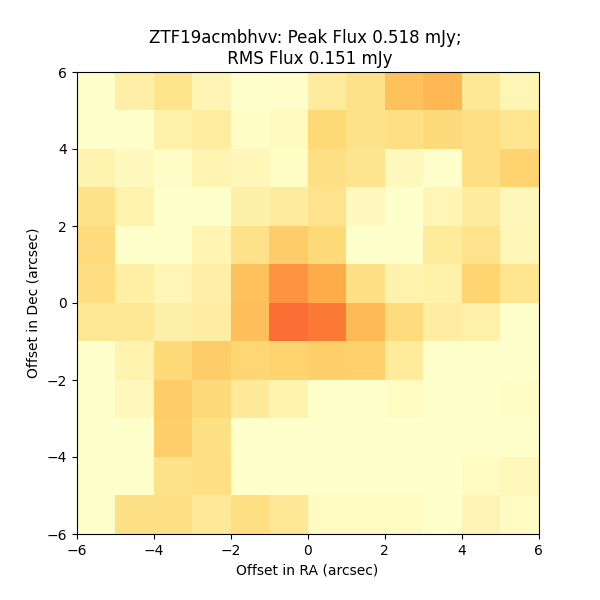 ZTF19acmbhvv: Peak Flux 0.518 mJy;
RMS Flux 0.151 mJy
6
4
2
0
−2
−4
−6
Offset in Dec (arcsec)
−6 −4 −2 0 2 4 6
Offset in RA (arcsec)